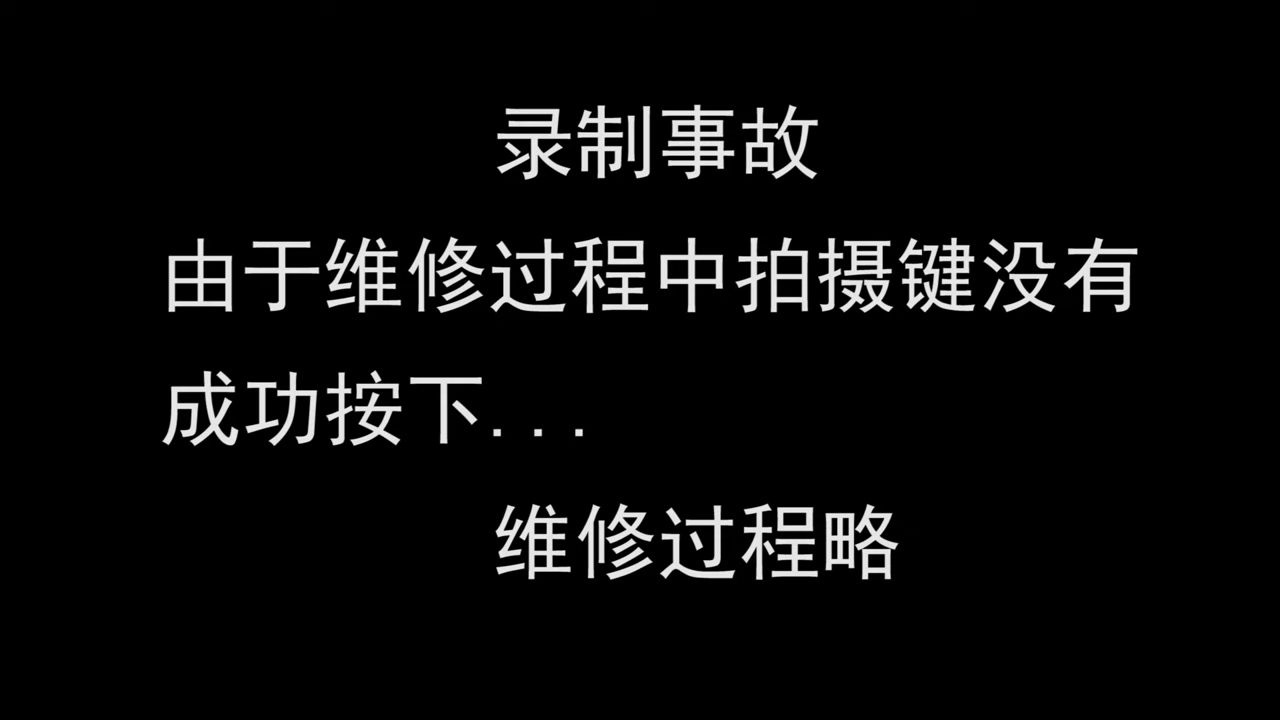 录制事故
由于维修过程中拍摄键没有
成功按下...
维修过程略